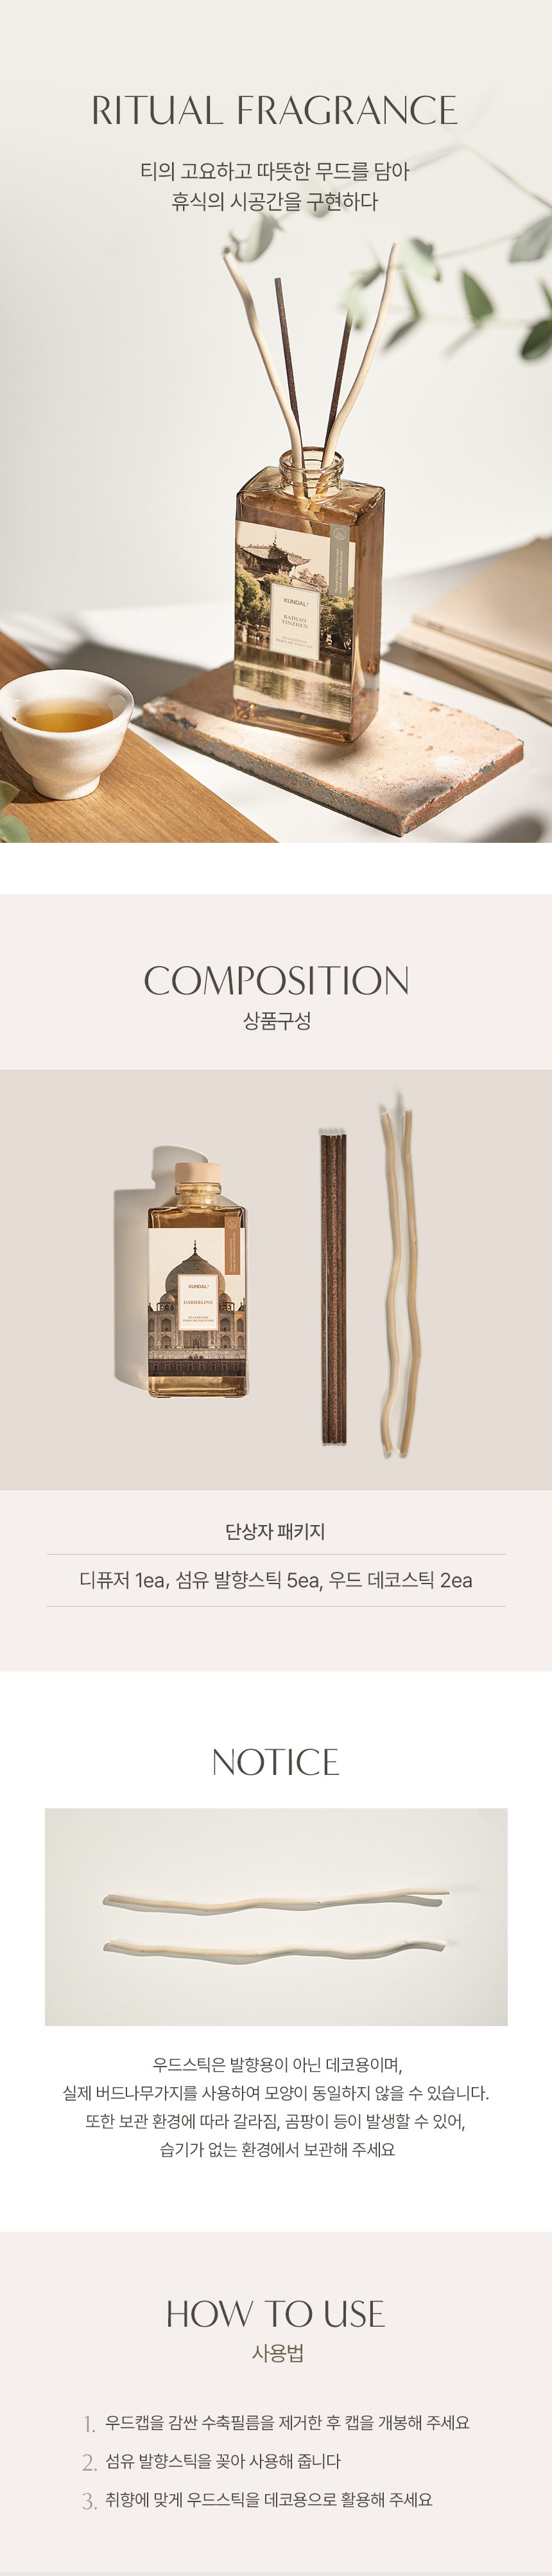 RITUAL FRAGRANCE
티의 고요하고 따뜻한 무드를 담아
휴식의 시공간을 구현하다
KUNDAL
BAIHAO
YINZHEN
COMPOSITION
상품구성
KUNDAL
DARJEELING
단상자 패키지
디퓨저 1ea, 섬유 발향스틱 5ea, 우드 데코스틱 2ea
NOTICE
우드스틱은 발향용이 아닌 데코용이며,
실제 버드나무가지를 사용하여 모양이 동일하지 않을 수 있습니다.
또한 보관 환경에 따라 갈라짐, 곰팡이 등이 발생할 수 있어,
습기가 없는 환경에서 보관해 주세요
HOW TO USE
사용법
1. 우드캡을 감싼 수축필름을 제거한 후 캡을 개봉해 주세요
2. 섬유 발향스틱을 꽂아 사용해 줍니다
3. 취향에 맞게 우드스틱을 데코용으로 활용해 주세요